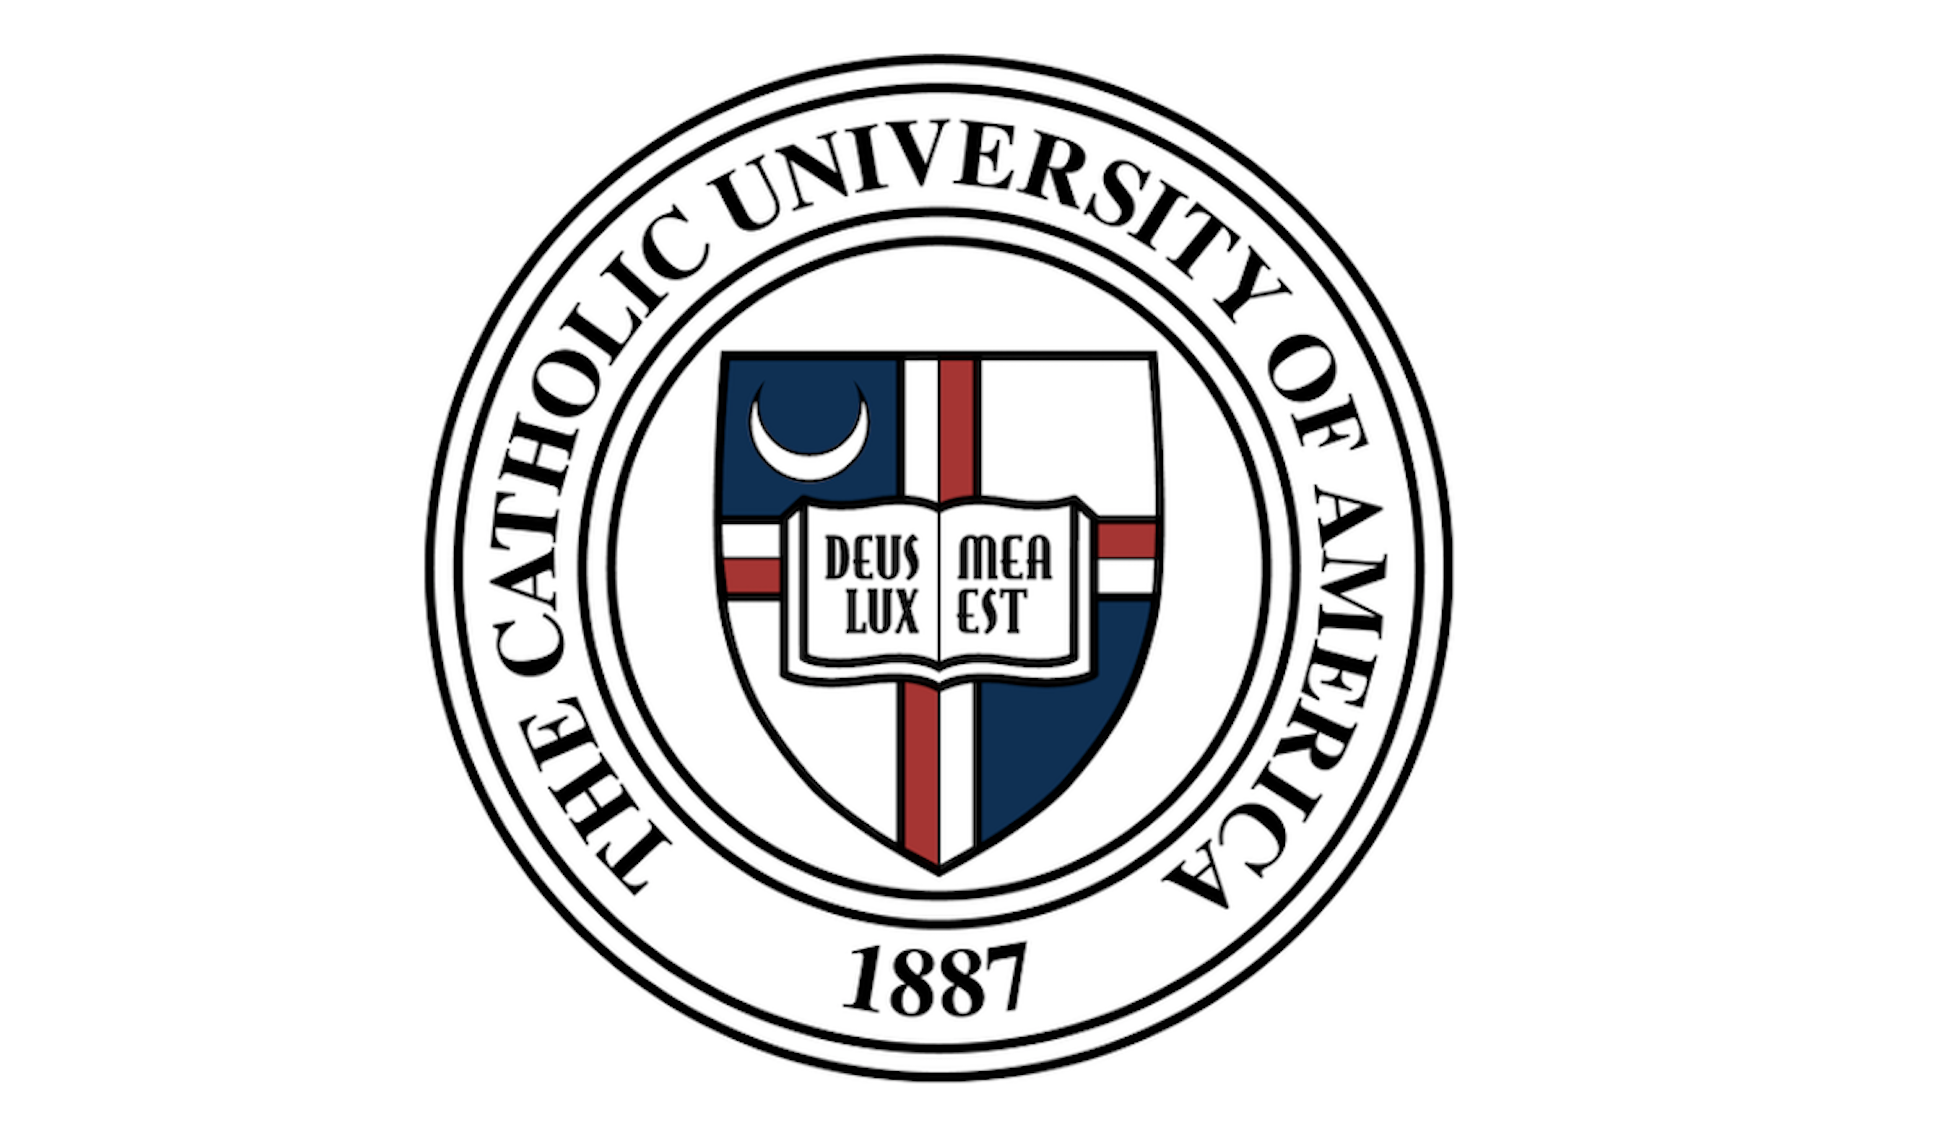 THE CATHOLIC UNIVERSITY OF AMERICA
DEUS MEA
LUX EST
1887